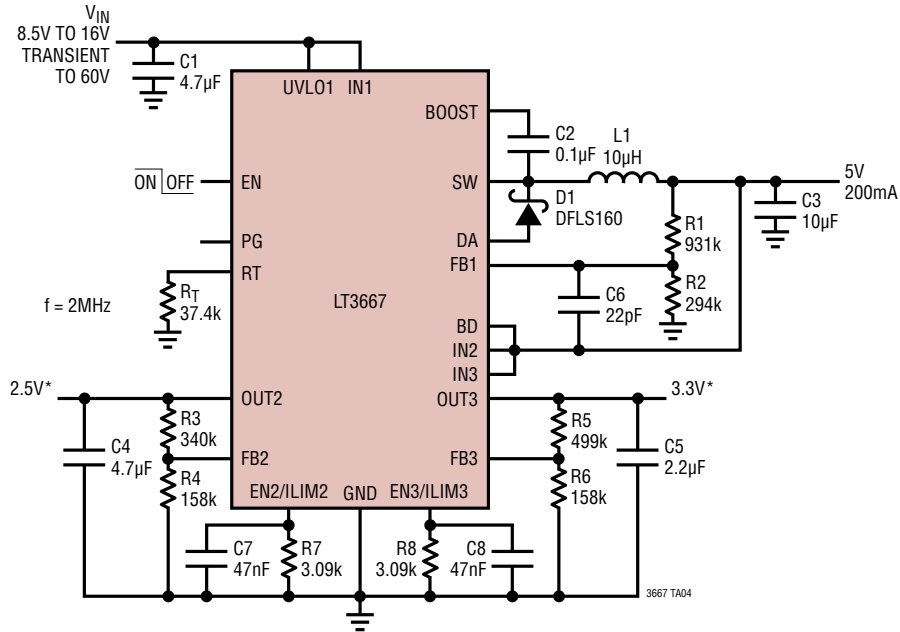 VIN
8.5V TO 16V
TRANSIENT
TO 60V
C1
4.7µF
UVLO1 IN1
BOOST
C2
0.1µF
L1
10µH
ON OFF
EN
SW
5V
200mA
D1
DFLS160
C3
10µF
PG
DA
R1
931k
RT
FB1
f = 2MHz
RT
37.4k
LT3667
C6
22pF
R2
294k
BD
IN2
IN3
2.5V*
OUT2
OUT3
3.3V*
R3
340k
R5
499k
C4
4.7µF
FB2
FB3
C5
2.2µF
R4
158k
R6
158k
EN2/ILIM2 GND EN3/ILIM3
C7
47nF
R7
3.09k
R8
3.09k
C8
47nF
3667 TA04